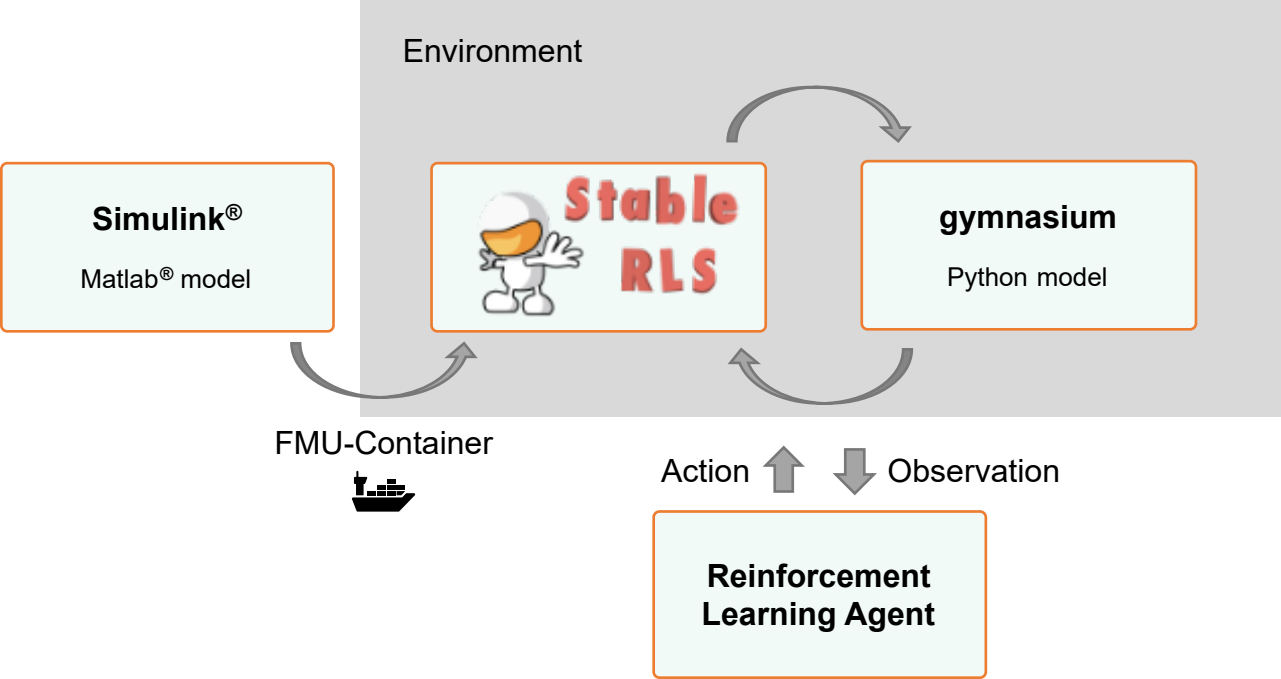 Environment
Simulink®
Matlab® model
Stable
RLS
gymnasium
Python model
FMU-Container
Action
Observation
Reinforcement
Learning Agent